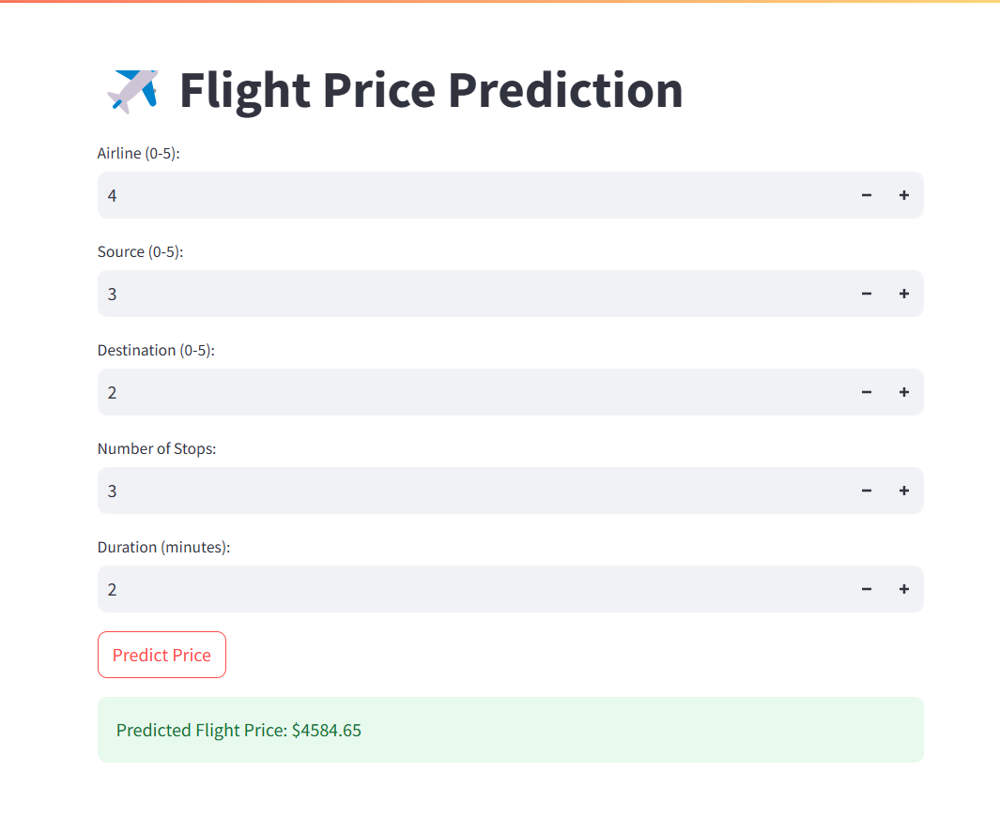 Flight Price Prediction
Airline (0-5):
4
Source (0-5):
3
Destination (0-5):
2
Number of Stops:
3
Duration (minutes):
2
Predict Price
Predicted Flight Price: $4584.65